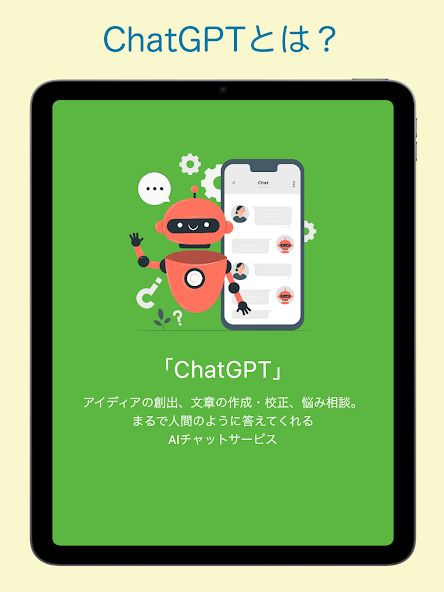 ChatGPTとは？
Chat
?
「ChatGPT」
アイディアの創出、文章の作成・校正、悩み相談。
まるで人間のように答えてくれる
AIチャットサービス